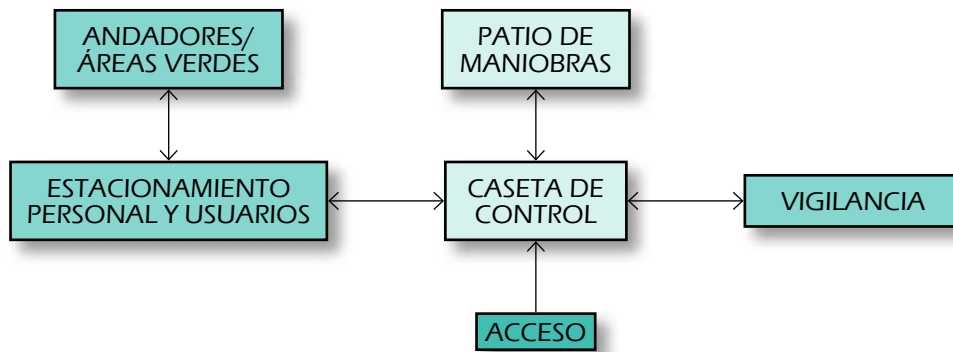 ANDADORES/
ÁREAS VERDES
PATIO DE
MANIOBRAS
ESTACIONAMIENTO
PERSONAL Y USUARIOS
CASETA DE
CONTROL
VIGILANCIA
ACCESO